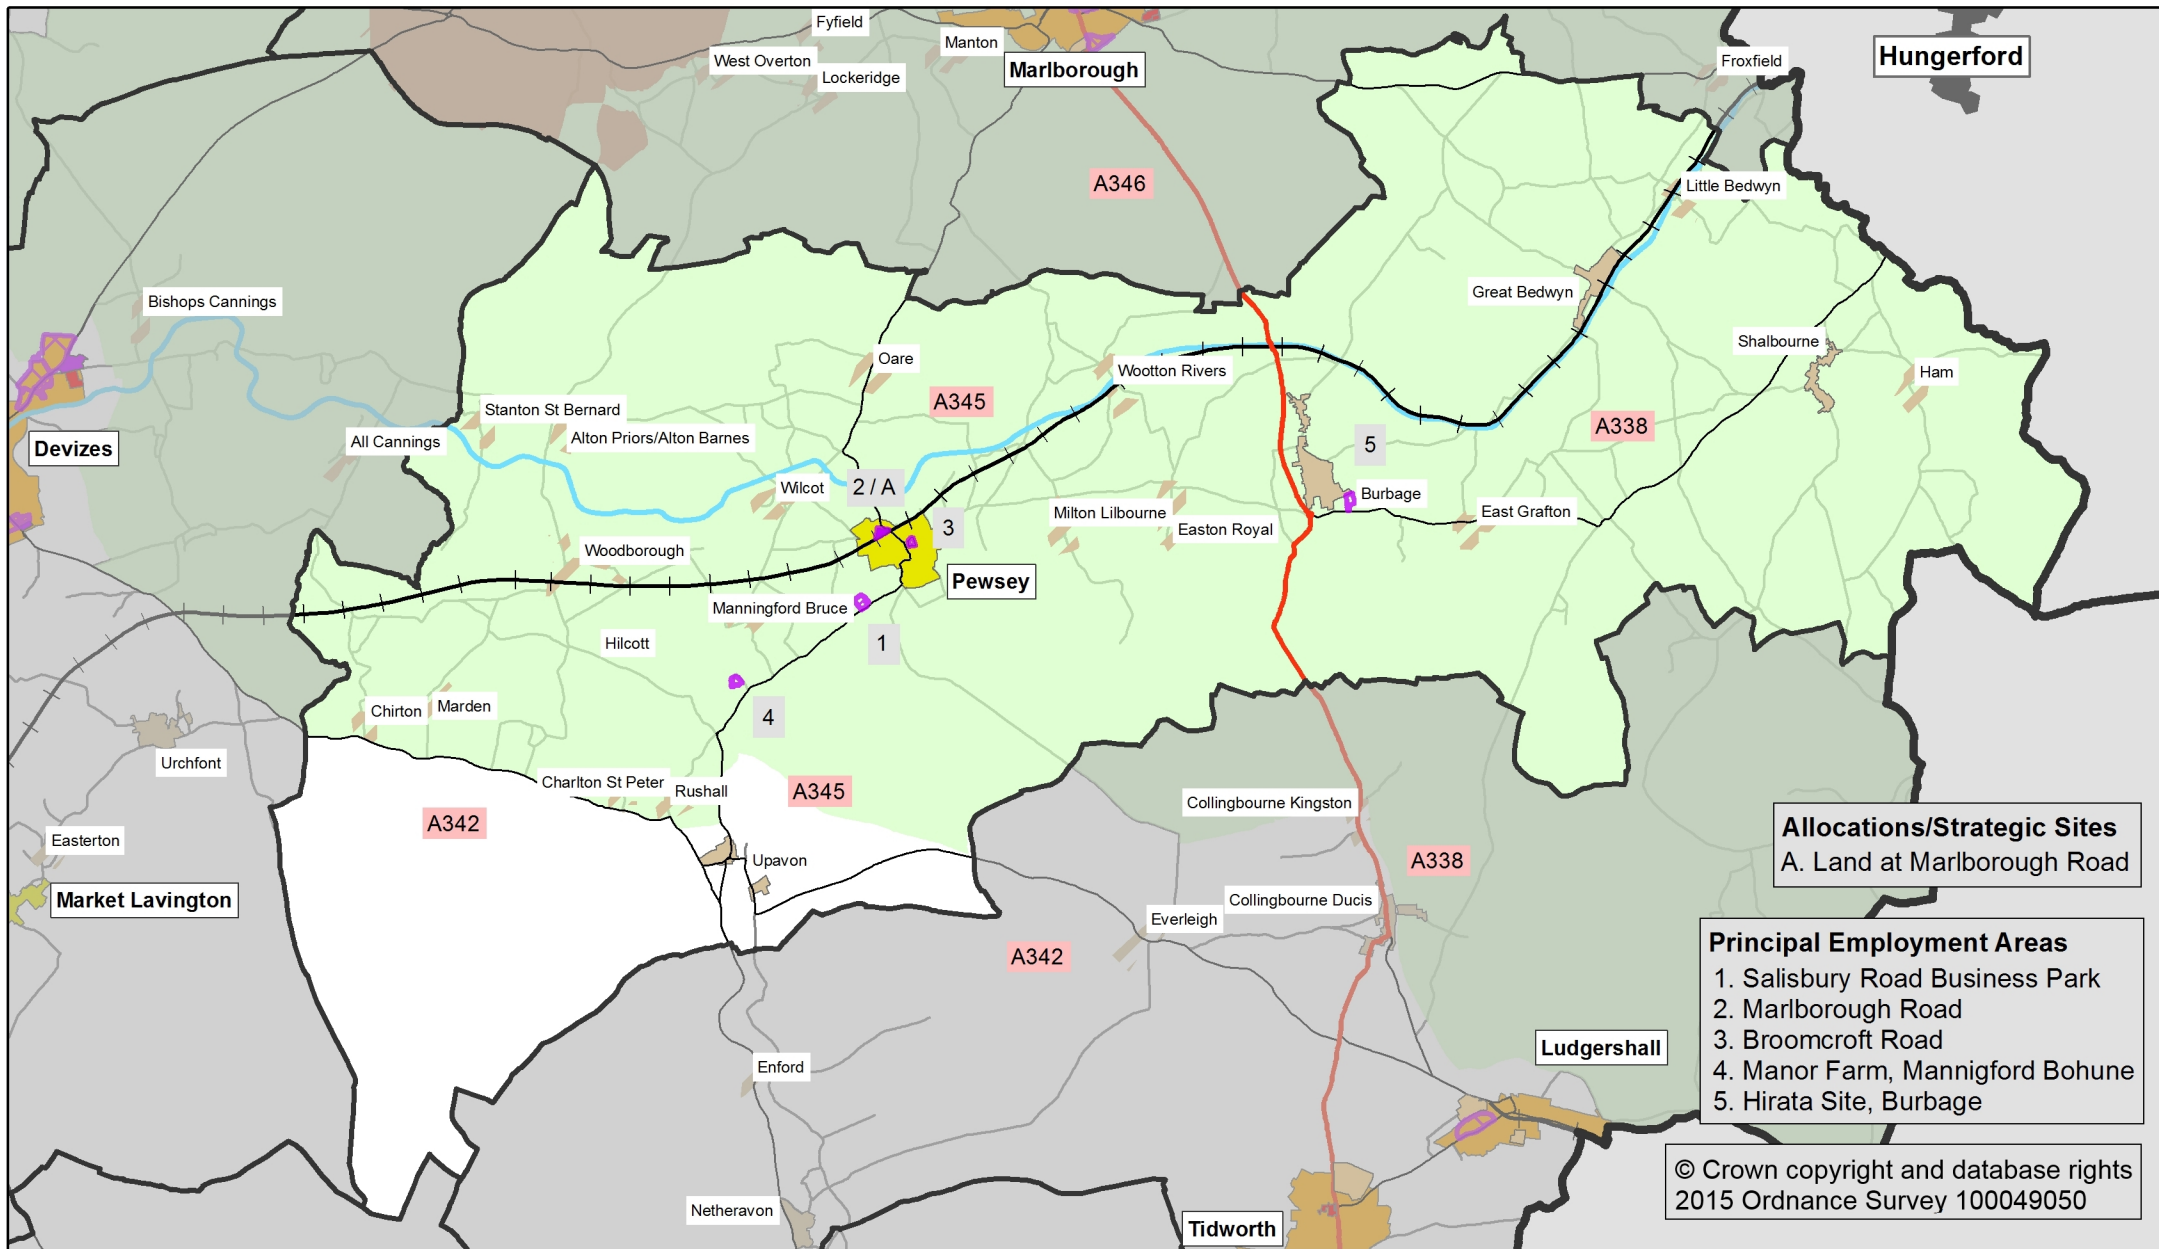 Fyfield
Manton
West Overton
Lockeridge
Marlborough
Froxfield
Hungerford
A346
Little Bedwyn
Bishops Cannings
Great Bedwyn
Shalbourne
Oare
Wootton Rivers
Ham
A345
Stanton St Bernard
Alton Priors/Alton Barnes
All Cannings
Devizes
A338
5
Wilcot
2 / A
Burbage
Milton Lilbourne
East Grafton
3
Easton Royal
Woodborough
Pewsey
Manningford Bruce
Hilcott
1
Chirton
Marden
4
Urchfont
Charlton St Peter
Rushall
A345
A342
Collingbourne Kingston
Easterton
Upavon
A338
Market Lavington
Collingbourne Ducis
Everleigh
A342
Enford
Ludgershall
Netheravon
Tidworth
Allocations/Strategic Sites
A. Land at Marlborough Road
Principal Employment Areas
1. Salisbury Road Business Park
2. Marlborough Road
3. Broomcroft Road
4. Manor Farm, Mannigford Bohune
5. Hirata Site, Burbage
© Crown copyright and database rights
2015 Ordnance Survey 100049050